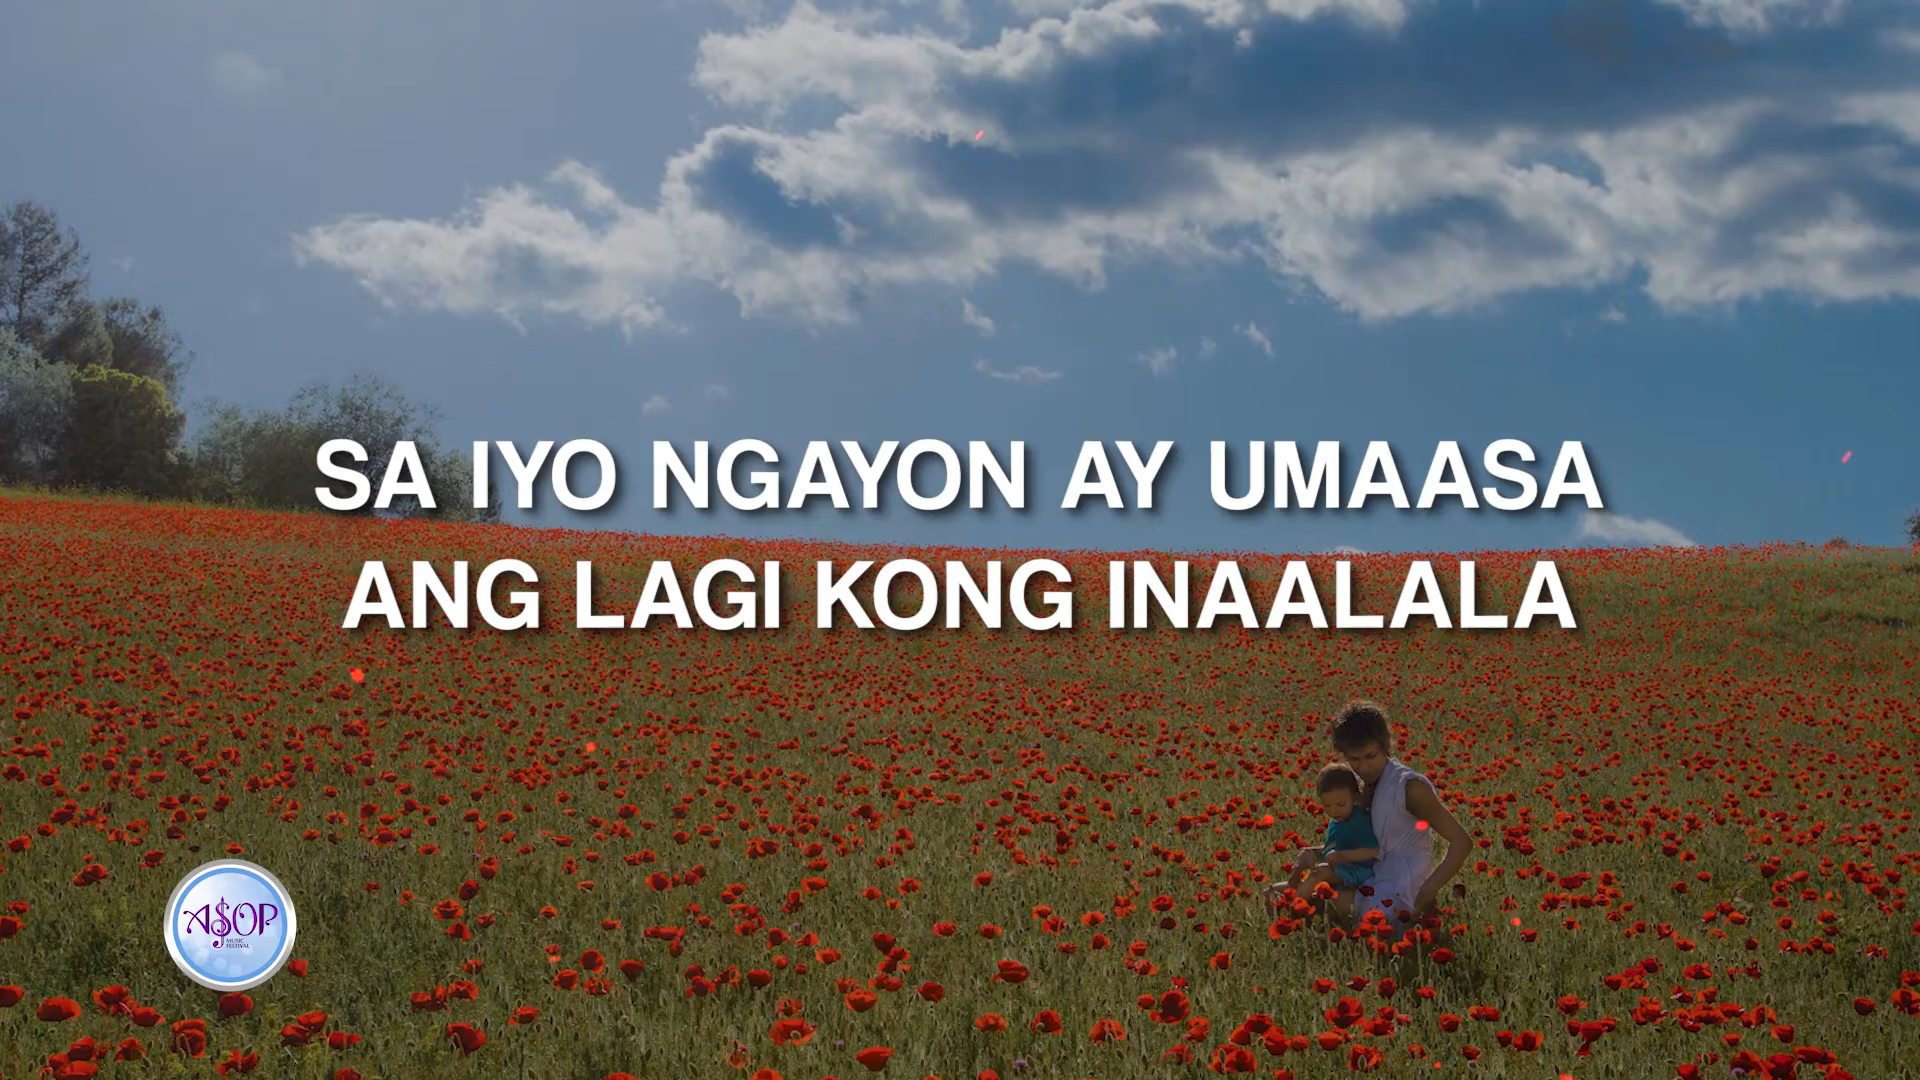 SA IYO NGAYON AY UMAASA
ANG LAGI KONG INAALALA
ASOP
MUSIC
FESTIVAL